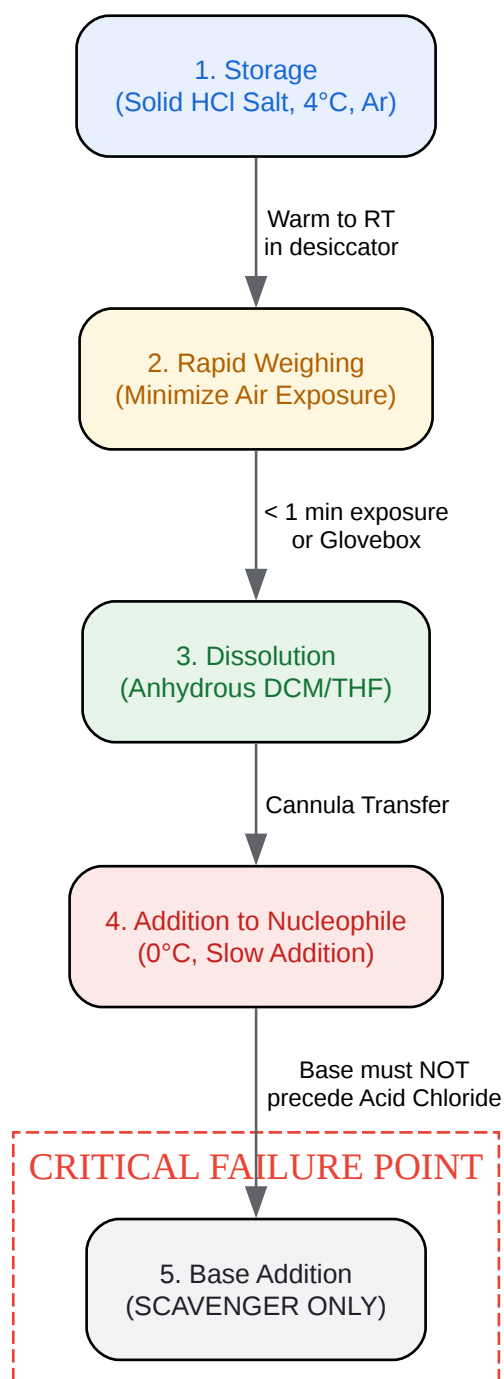 1. Storage
(Solid HCl Salt, 4°C, Ar)
Warm to RT
in desiccator
2. Rapid Weighing
(Minimize Air Exposure)
< 1 min exposure
or Glovebox
3. Dissolution
(Anhydrous DCM/THF)
Cannula Transfer
4. Addition to Nucleophile
(0°C, Slow Addition)
Base must NOT
precede Acid Chloride
CRITICAL FAILURE POINT
5. Base Addition
(SCAVENGER ONLY)